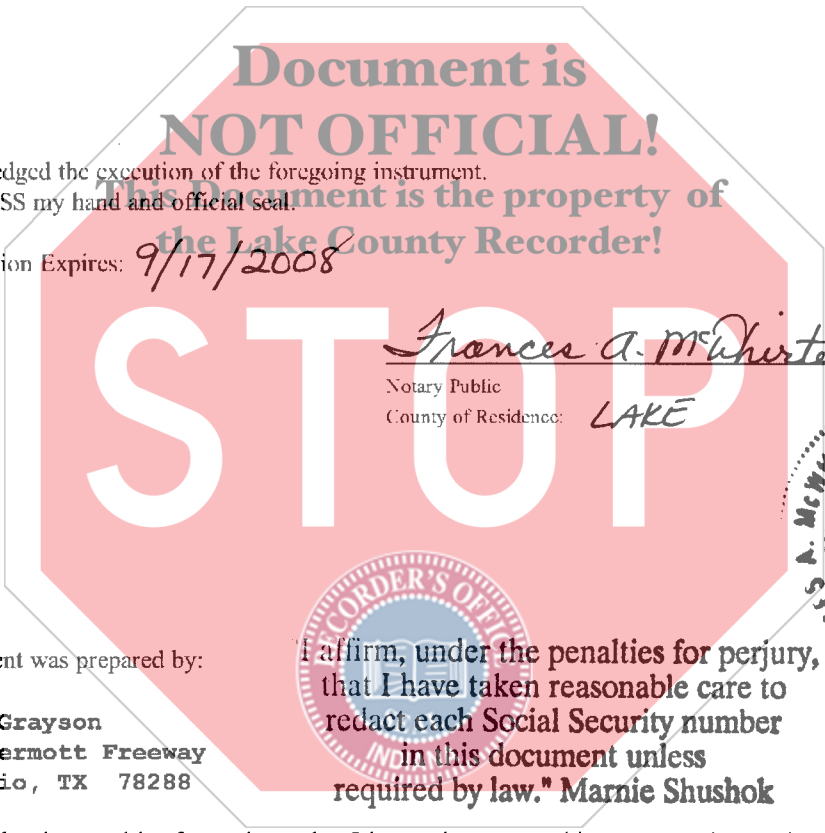 Document is
NOT OFFICIAL!
edged the execution of the foregoing instrument.
This Document is the property of
SS my hand and official seal.
the Lake County Recorder!
ion Expires: 9/17/2008
STOP
Frances A. McWhirte
Notary Public
County of Residence: LAKE
S A. McW
RECORDER'S OFFICE
INDIANA
ent was prepared by:
"I affirm, under the penalties for perjury,
that I have taken reasonable care to
redact each Social Security number
in this document unless
required by law." Marnie Shushok
Grayson
ermott Freeway
io, TX 78288